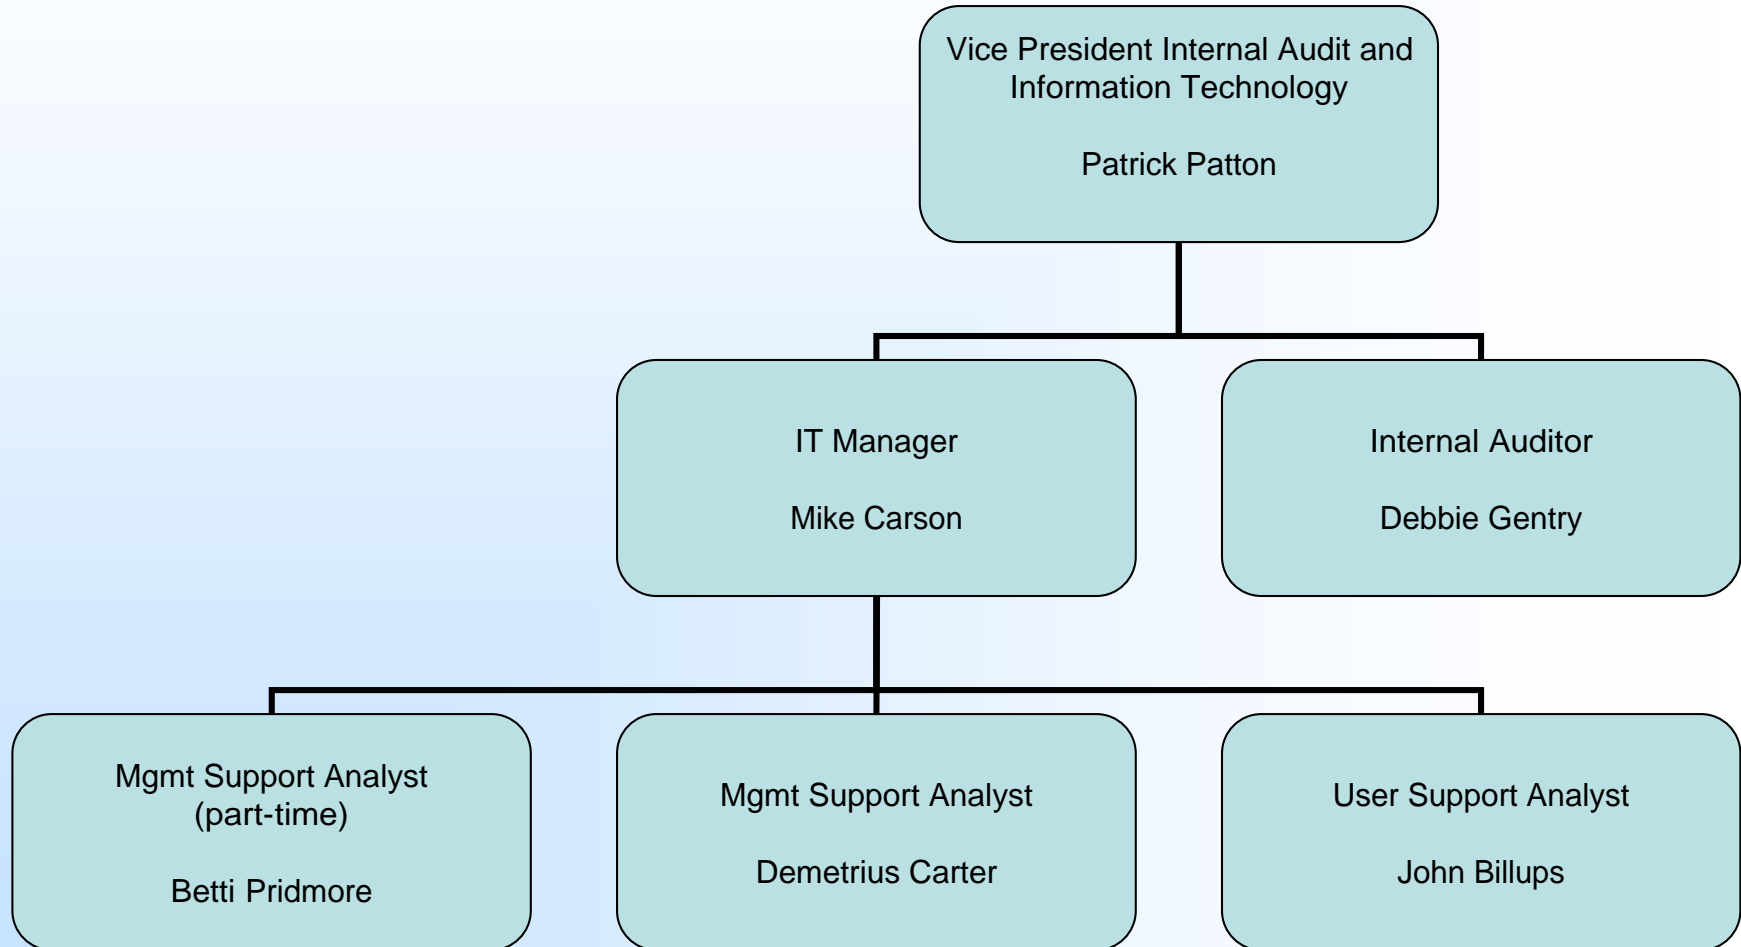 Vice President Internal Audit and
Information Technology
Patrick Patton
IT Manager
Mike Carson
Internal Auditor
Debbie Gentry
Mgmt Support Analyst
(part-time)
Betti Pridmore
Mgmt Support Analyst
Demetrius Carter
User Support Analyst
John Billups